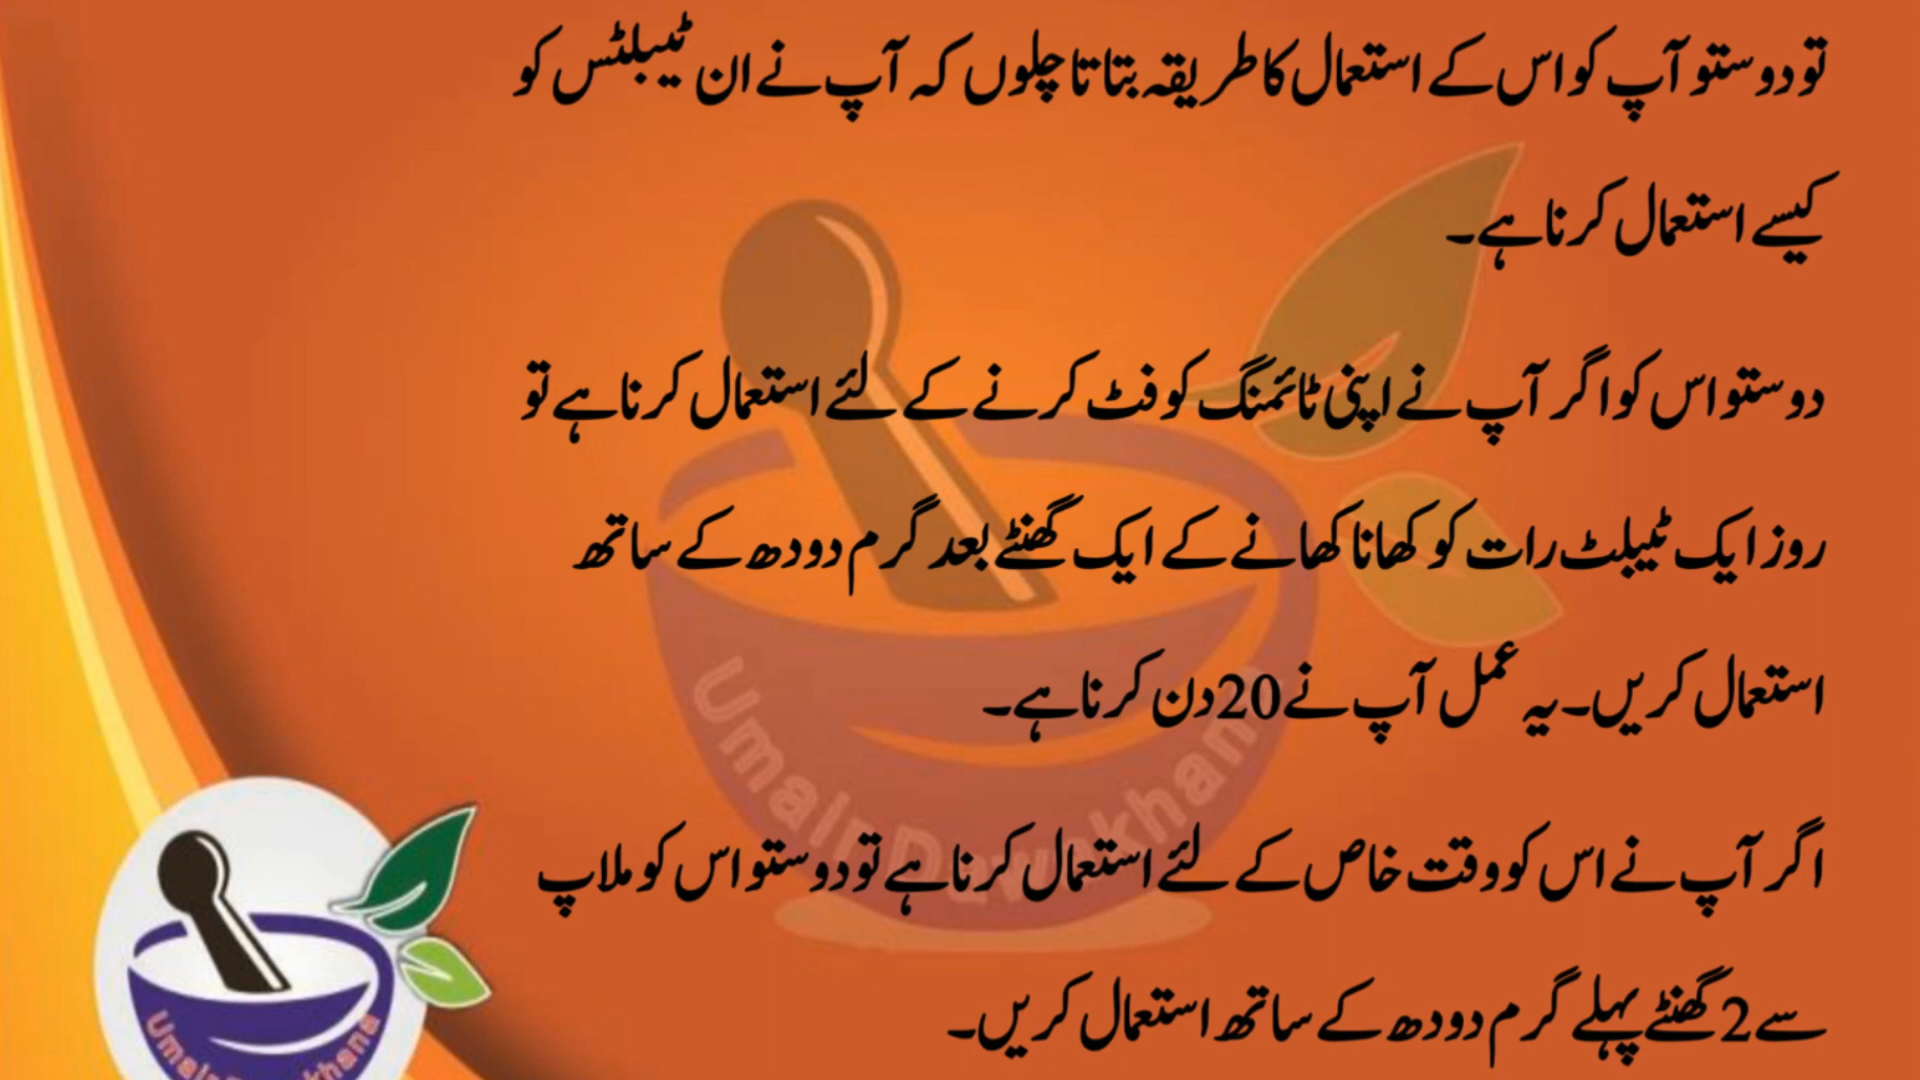 تو دوستو آپ کو اس کے استعمال کا طریقہ بتاتا چلوں کہ آپ نے ان ٹیبلٹس کو
کیسے استعمال کرنا ہے۔
دوستو اس کو اگر آپ نے اپنی ٹائمنگ کو فٹ کرنے کے لئے استعمال کرنا ہے تو
روز ایک ٹیبلٹ رات کو کھانا کھانے کے ایک گھنٹے بعد گرم دودھ کے ساتھ
استعمال کریں۔ یہ عمل آپ نے 20 دن کرنا ہے۔
اگر آپ نے اس کو وقت خاص کے لئے استعمال کرنا ہے تو دوستو اس کو ملاپ
سے 2 گھنٹے پہلے گرم دودھ کے ساتھ استعمال کریں۔
Umair Dawakhana
Umair Dawakhana